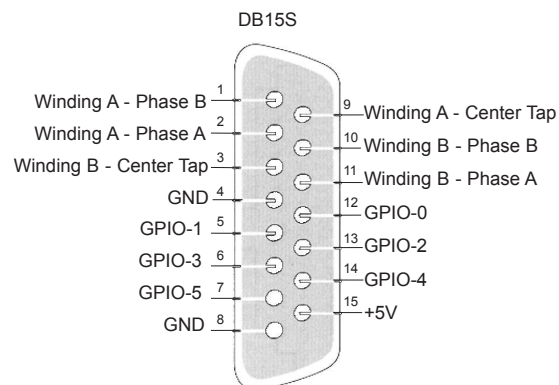 DB15S
Winding A - Phase B 1
9 Winding A - Center Tap
Winding A - Phase A 2
10 Winding B - Phase B
Winding B - Center Tap 3
11 Winding B - Phase A
GND 4
12 GPIO-0
GPIO-1 5
13 GPIO-2
GPIO-3 6
14 GPIO-4
GPIO-5 7
15 +5V
GND 8